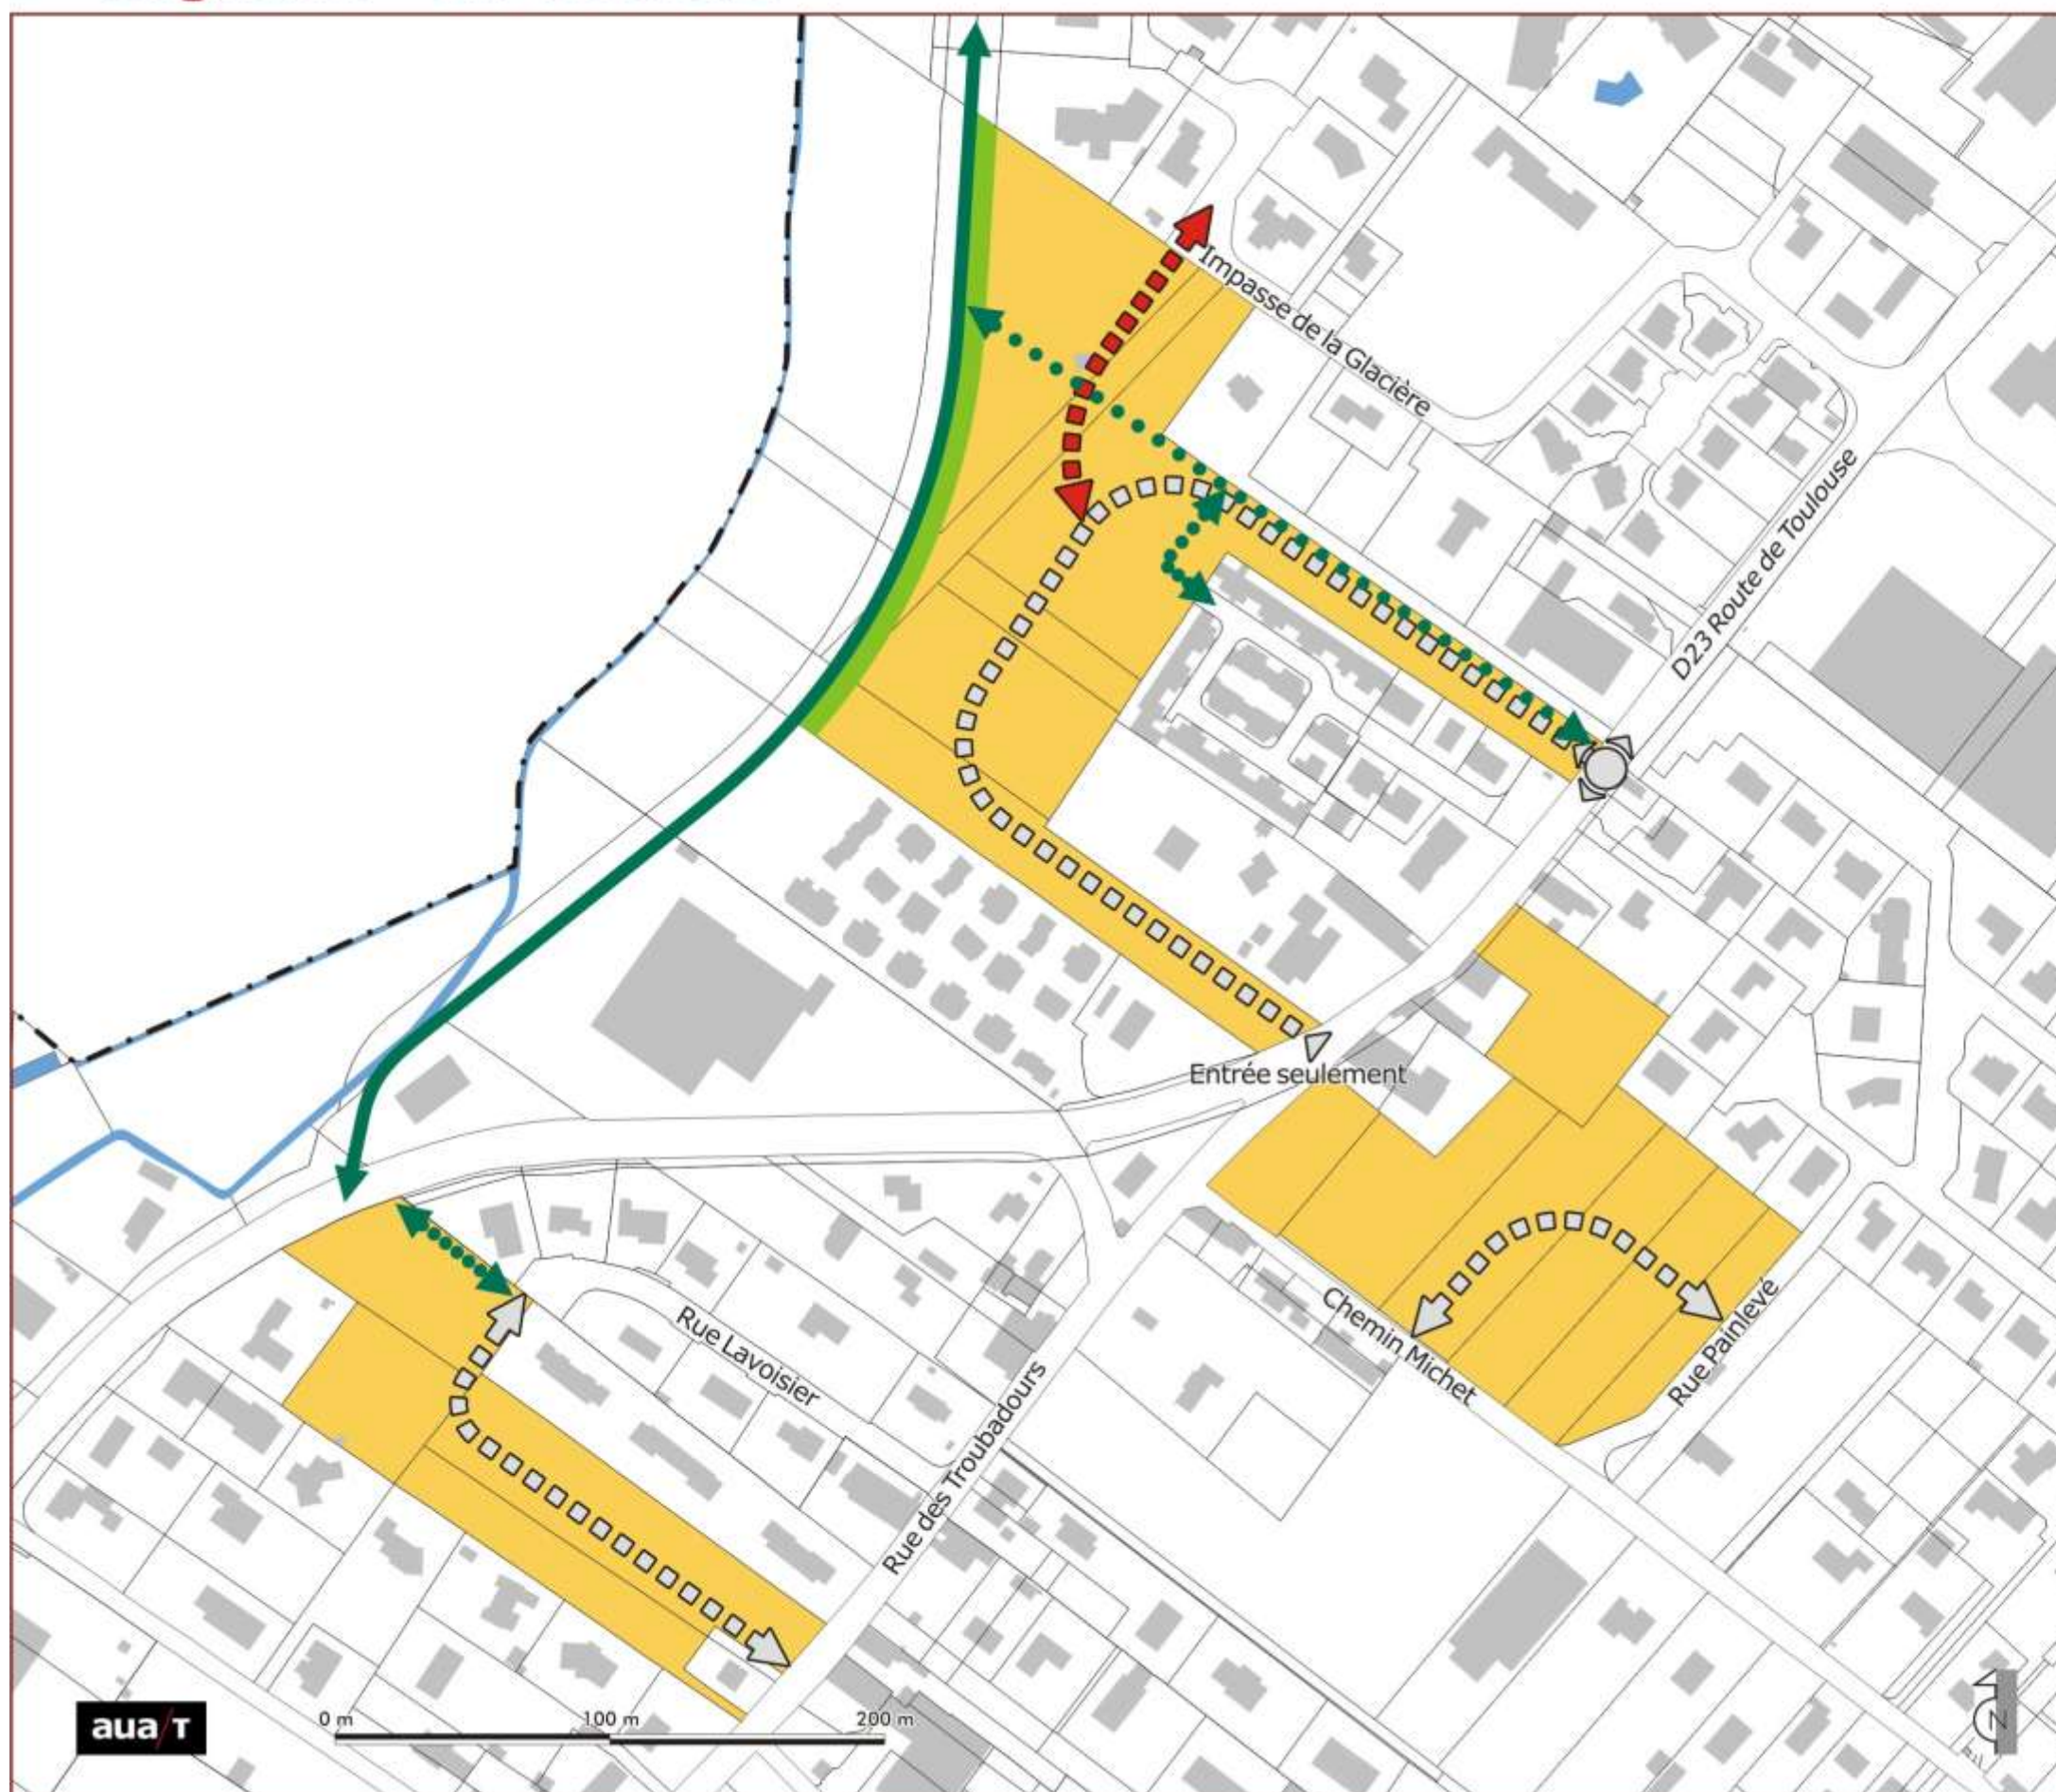 Impasse de la Glacière
D23 Route de Toulouse
Entrée seulement
Chemin Michet
Rue Painlevé
Rue Lavoisier
Rue des Troubadours
aua/T
0 m
100 m
200 m
N